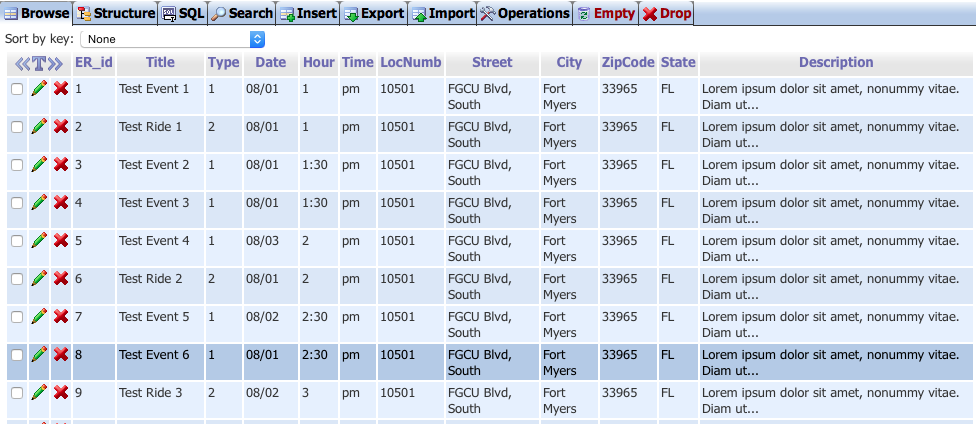 Browse Structure SQL Search Insert Export Import Operations Empty Drop
Sort by key: None
T ER_id Title Type Date Hour Time LocNumb Street City ZipCode State Description
1 Test Event 1 1 08/01 1 pm 10501 FGCU Blvd, South Fort Myers 33965 FL Lorem ipsum dolor sit amet, nonummy vitae. Diam ut...
2 Test Ride 1 2 08/01 1 pm 10501 FGCU Blvd, South Fort Myers 33965 FL Lorem ipsum dolor sit amet, nonummy vitae. Diam ut...
3 Test Event 2 1 08/01 1:30 pm 10501 FGCU Blvd, South Fort Myers 33965 FL Lorem ipsum dolor sit amet, nonummy vitae. Diam ut...
4 Test Event 3 1 08/01 1:30 pm 10501 FGCU Blvd, South Fort Myers 33965 FL Lorem ipsum dolor sit amet, nonummy vitae. Diam ut...
5 Test Event 4 1 08/03 2 pm 10501 FGCU Blvd, South Fort Myers 33965 FL Lorem ipsum dolor sit amet, nonummy vitae. Diam ut...
6 Test Ride 2 2 08/01 2 pm 10501 FGCU Blvd, South Fort Myers 33965 FL Lorem ipsum dolor sit amet, nonummy vitae. Diam ut...
7 Test Event 5 1 08/02 2:30 pm 10501 FGCU Blvd, South Fort Myers 33965 FL Lorem ipsum dolor sit amet, nonummy vitae. Diam ut...
8 Test Event 6 1 08/01 2:30 pm 10501 FGCU Blvd, South Fort Myers 33965 FL Lorem ipsum dolor sit amet, nonummy vitae. Diam ut...
9 Test Ride 3 2 08/02 3 pm 10501 FGCU Blvd, South Fort Myers 33965 FL Lorem ipsum dolor sit amet, nonummy vitae. Diam ut...